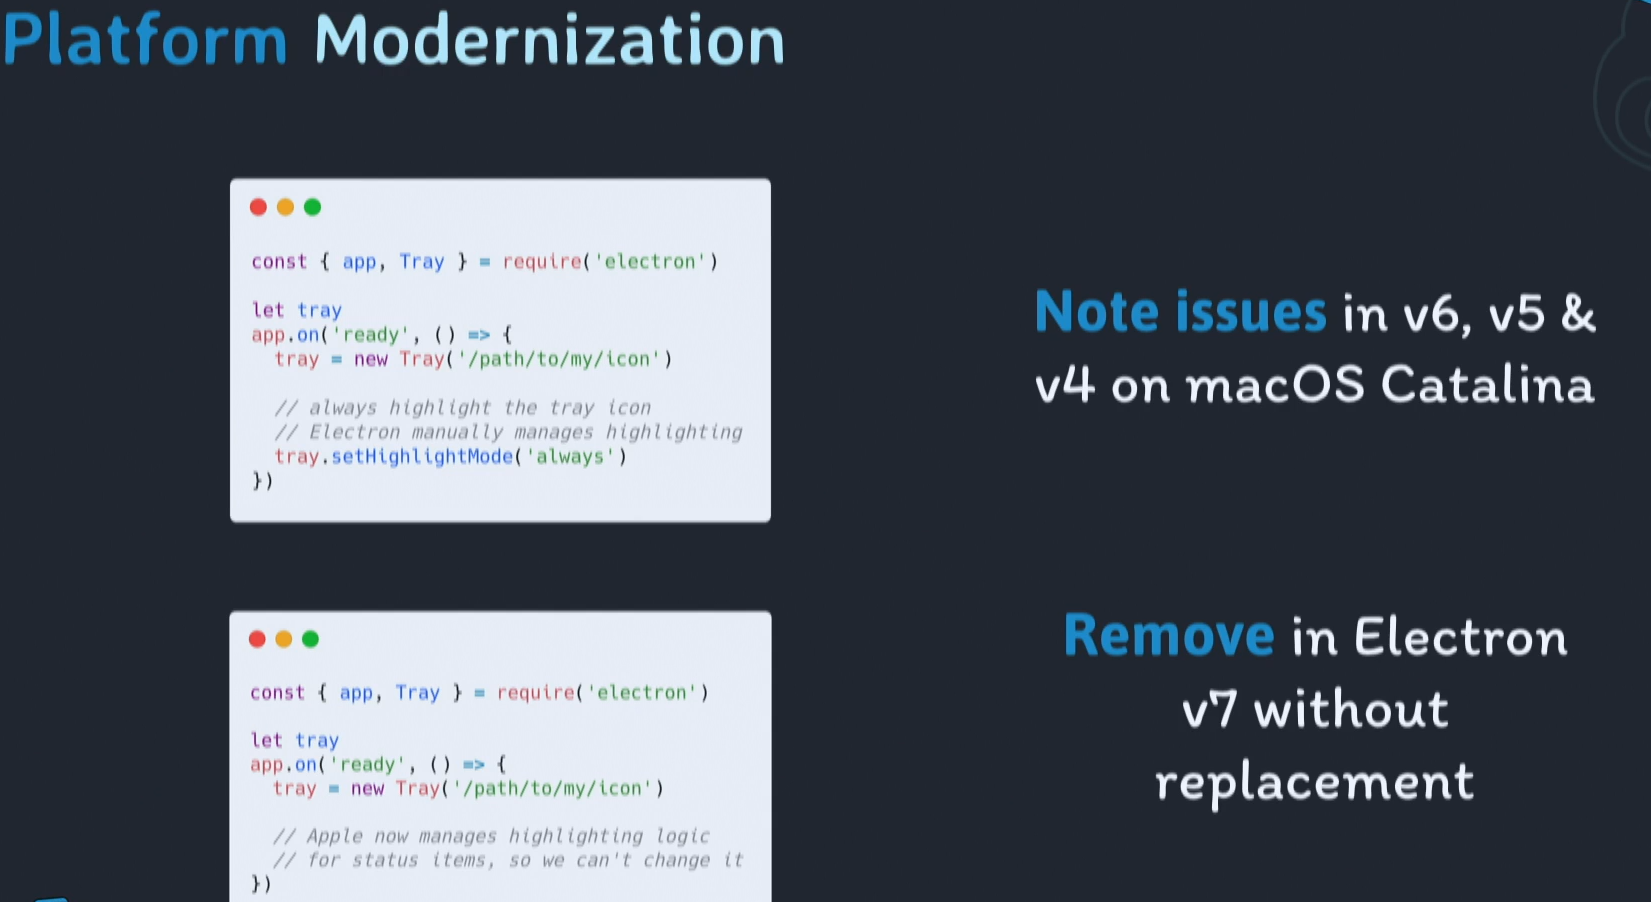 Platform Modernization
const { app, Tray } = require('electron')
let tray
app.on('ready', () => {
  tray = new Tray('/path/to/my/icon')
  // always highlight the tray icon
  // Electron manually manages highlighting
  tray.setHighlightMode('always')
})
Note issues in v6, v5 &
v4 on macOS Catalina
const { app, Tray } = require('electron')
let tray
app.on('ready', () => {
  tray = new Tray('/path/to/my/icon')
  // Apple now manages highlighting logic
  // for status items, so we can't change it
})
Remove in Electron
v7 without
replacement